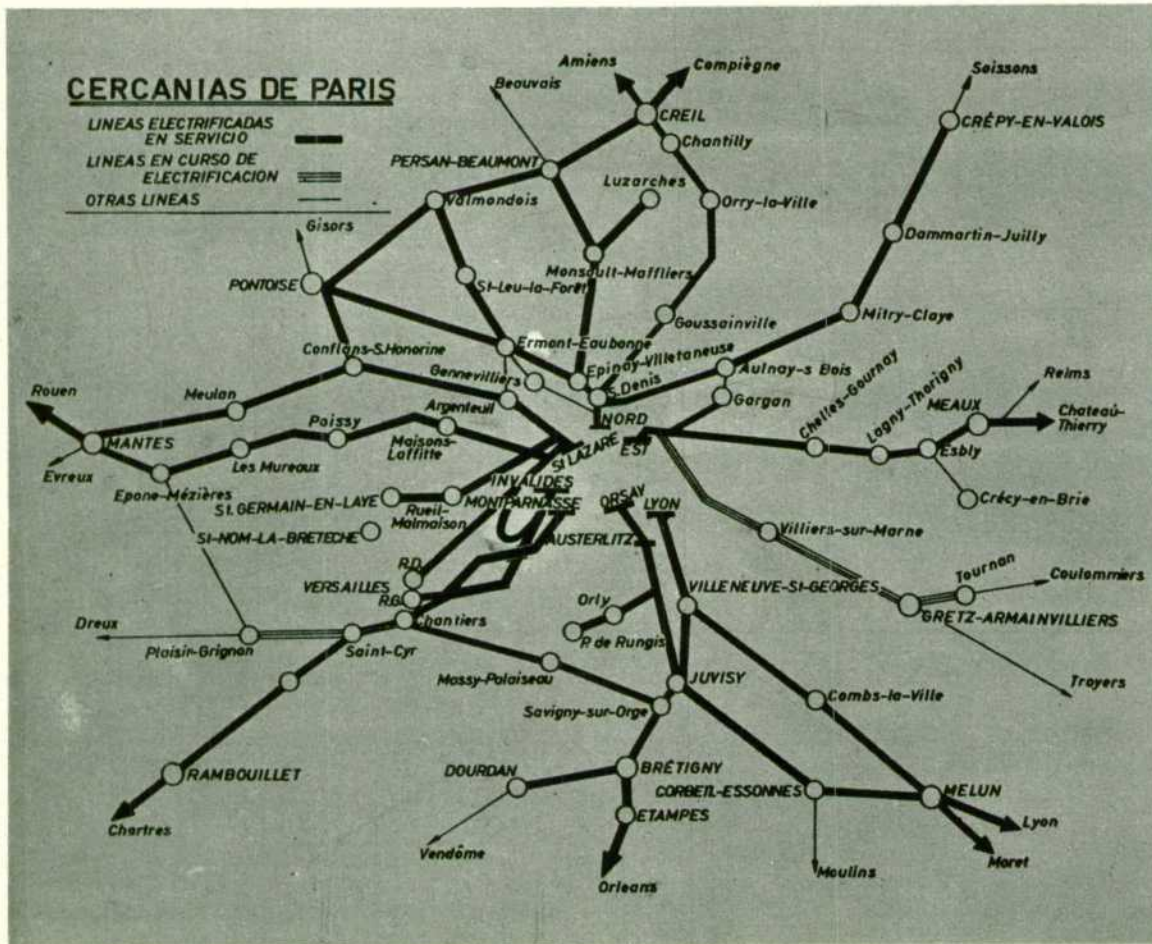 CERCANIAS DE PARIS
LINEAS ELECTRIFICADAS
EN SERVICIO
LINEAS EN CURSO DE
ELECTRIFICACION
OTRAS LINEAS
Amiens
Compiègne
Beauvais
Soissons
CREIL
CRÉPY-EN-VALOIS
Chantilly
PERSAN-BEAUMONT
Luzarches
Valmondois
Orry-la-Ville
Gisors
Dammartin-Juilly
Monsoult-Maffliers
PONTOISE
St-Leu-la-Forêt
Goussainville
Mitry-Claye
Ermont-Eaubonne
Conflans-S.Honorine
Epinay-Villetaneuse
Gennevilliers
Aulnay-s Bois
S-Denis
Rouen
Meulan
Argenteuil
Gargan
Chelles-Gournay
Lagny-Thorigny
Reims
MEAUX
Chateaû-
Thierry
NORD
Poissy
MANTES
Maisons-
Laffitte
St LAZARE
EST
Esbly
Les Mureaux
Evreux
Epone-Mézières
INVALIDES
St. GERMAIN-EN-LAYE
MONTPARNASSE
ORSAY
LYON
Crécy-en-Brie
Rueil-
Malmaison
St-NOM-LA-BRETECHE
AUSTERLITZ
Villiers-sur-Marne
R.D.
VERSAILLES
R.G.
VILLENEUVE-St-GEORGES
Tournan
Coulommiers
Orly
GRETZ-ARMAINVILLIERS
Dreux
Chantiers
P. de Rungis
Plaisir-Grignon
Saint-Cyr
Massy-Palaiseau
JUVISY
Troyers
Savigny-sur-Orge
Combs-la-Ville
RAMBOUILLET
DOURDAN
BRÉTIGNY
CORBEIL-ESSONNES
MELUN
ETAMPES
Lyon
Chartres
Vendôme
Moret
Orleans
Moulins